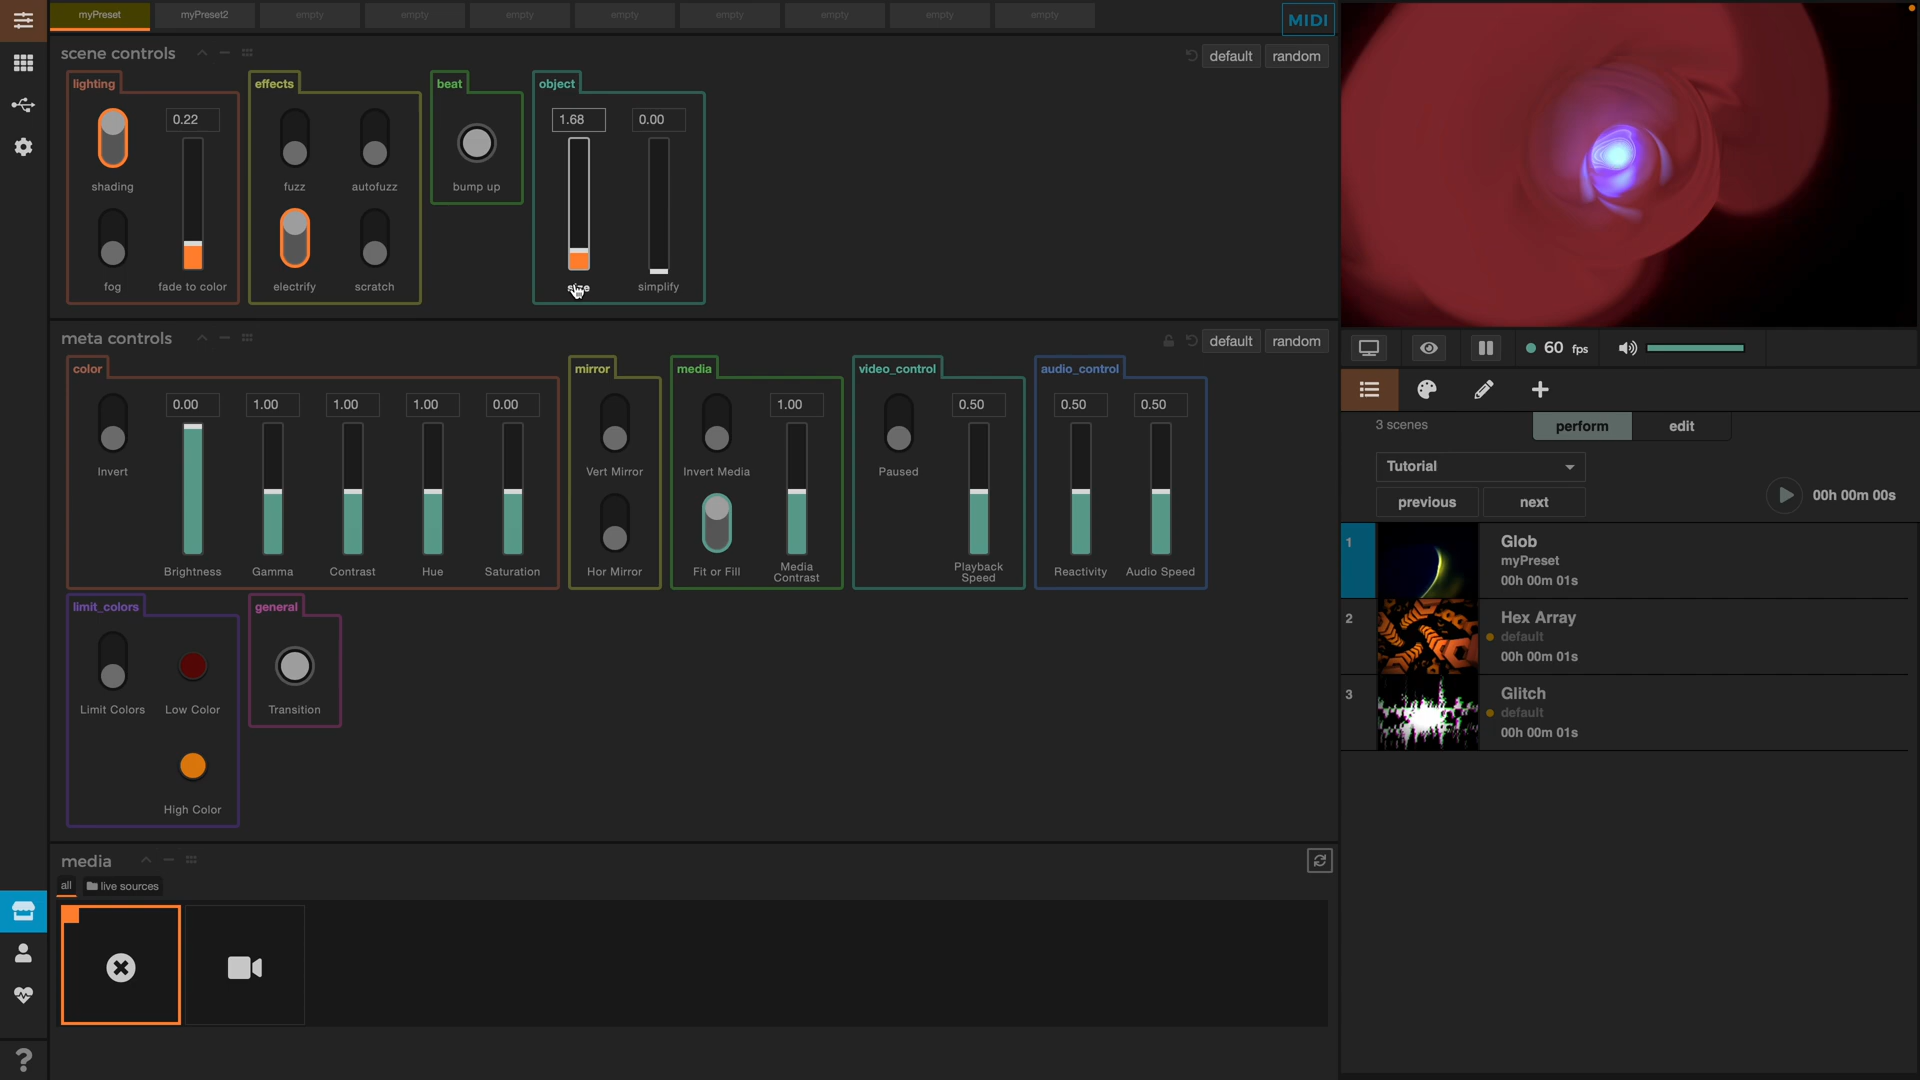 myPreset
myPreset2
empty
empty
empty
empty
empty
empty
empty
empty
MIDI
scene controls
default
random
lighting
effects
beat
object
0.22
1.68
0.00
shading
fuzz
autofuzz
bump up
fog
fade to color
electrify
scratch
size
simplify
meta controls
default
random
color
mirror
media
video_control
audio_control
0.00
1.00
1.00
1.00
0.00
1.00
0.50
0.50
0.50
Invert
Vert Mirror
Invert Media
Paused
Brightness
Gamma
Contrast
Hue
Saturation
Hor Mirror
Fit or Fill
Media
Contrast
Playback
Speed
Reactivity
Audio Speed
limit_colors
general
Limit Colors
Low Color
Transition
High Color
media
all
live sources
60 fps
3 scenes
perform
edit
Tutorial
previous
next
00h 00m 00s
1
Glob
myPreset
00h 00m 01s
2
Hex Array
default
00h 00m 01s
3
Glitch
default
00h 00m 01s